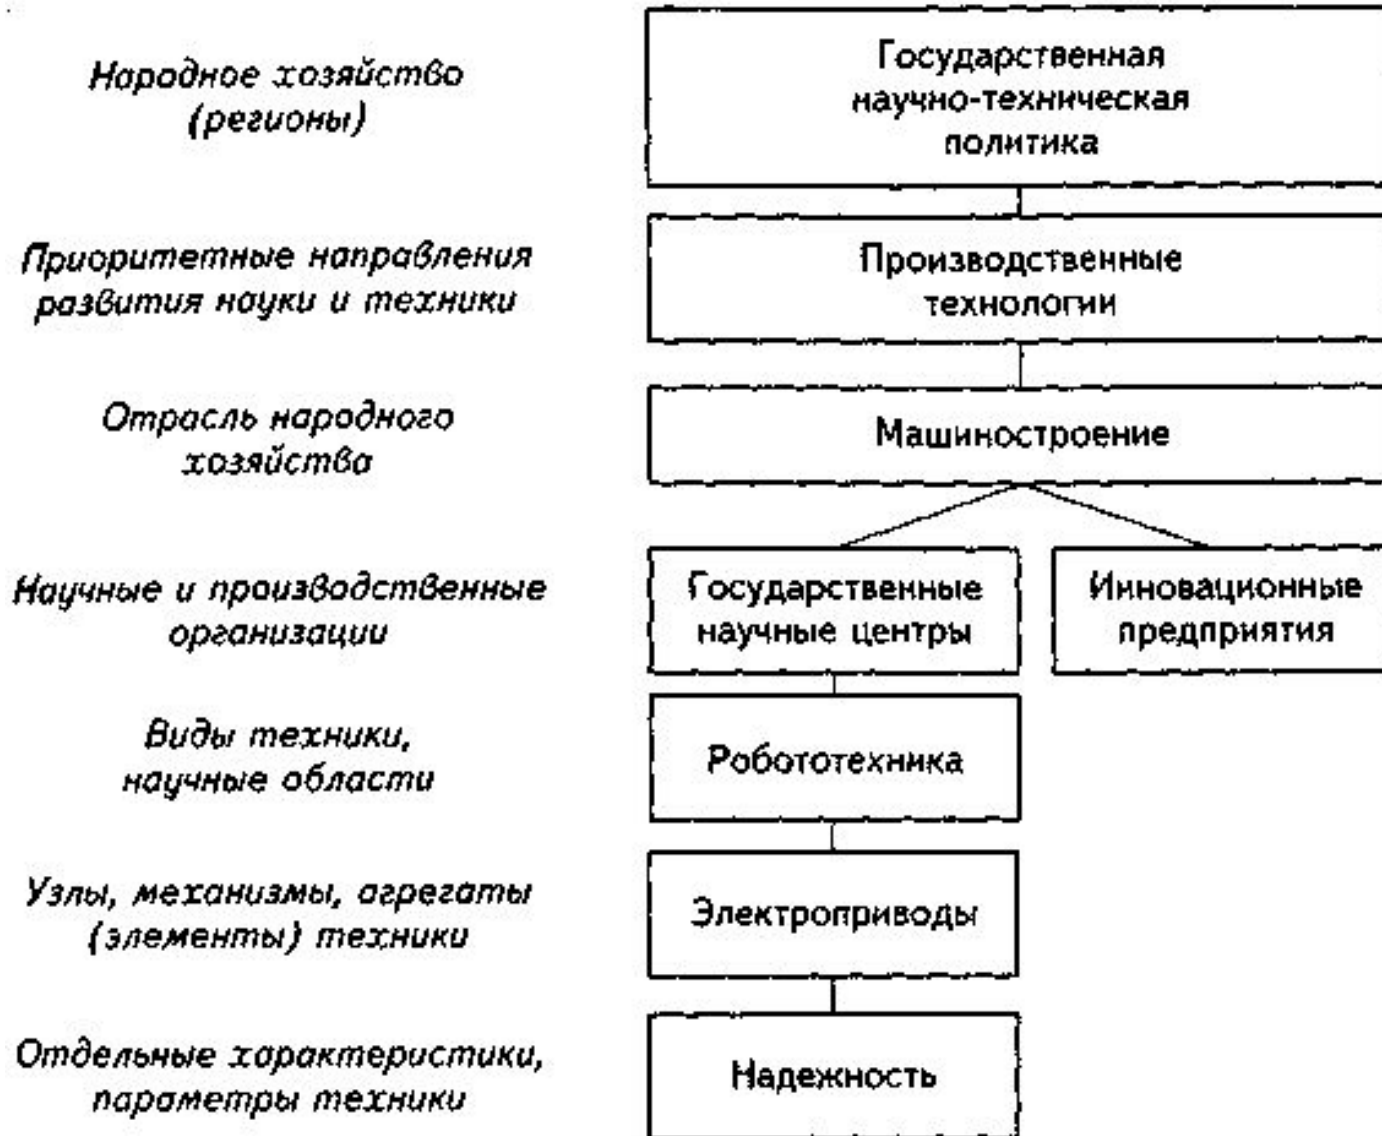 Народное хозяйство
(регионы)
Государственная
научно-техническая
политика
Приоритетные направления
развития науки и техники
Производственные
технологии
Отрасль народного
хозяйства
Машиностроение
Научные и производственные
организации
Государственные
научные центры
Инновационные
предприятия
Виды техники,
научные области
Робототехника
Узлы, механизмы, агрегаты
(элементы) техники
Электроприводы
Отдельные характеристики,
параметры техники
Надежность